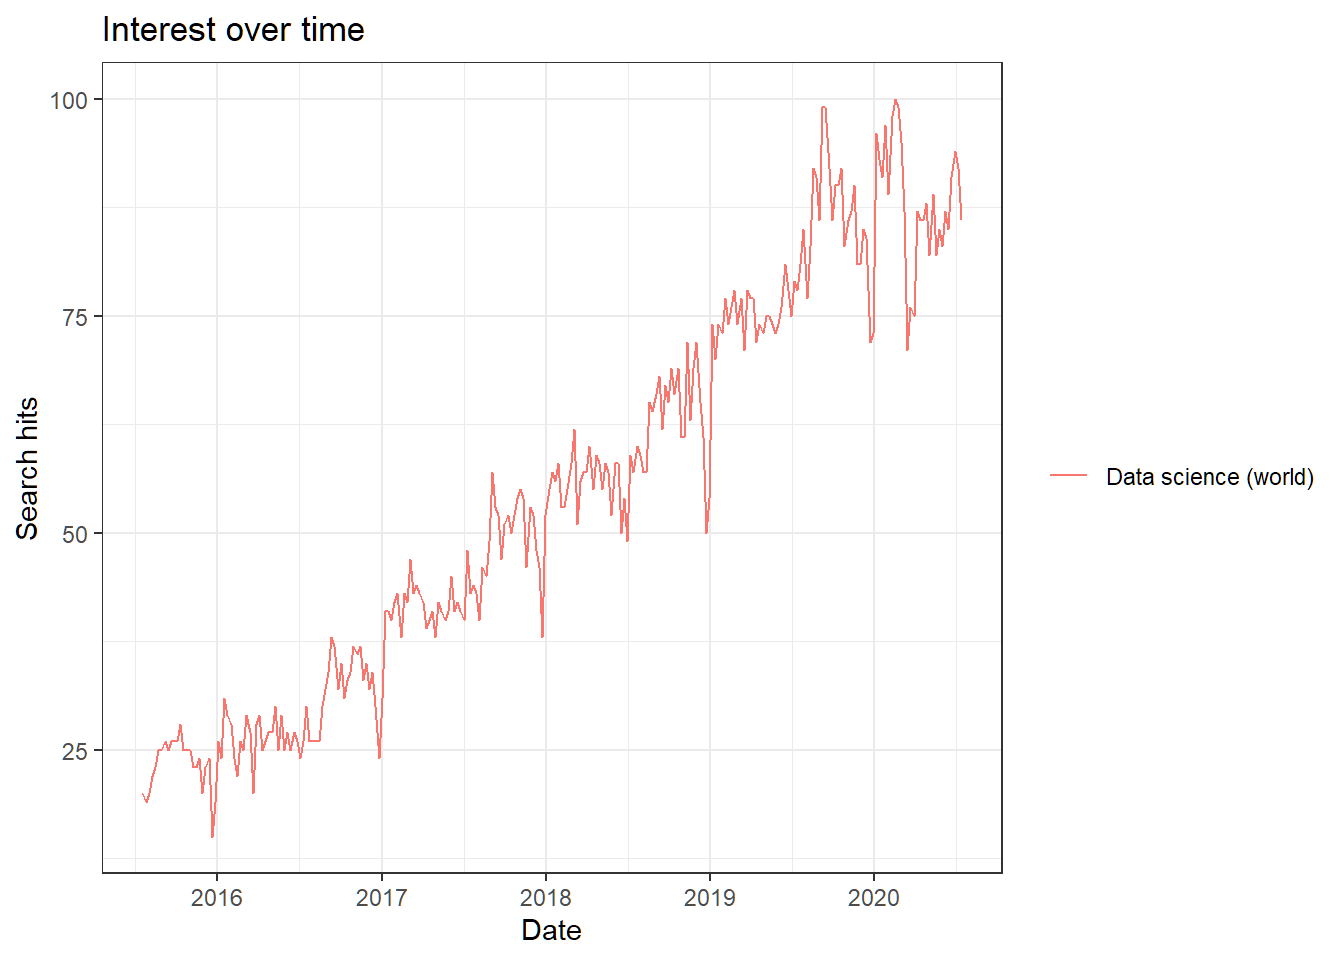 Interest over time
100
75
50
25
Search hits
2016 2017 2018 2019 2020
Date
Data science (world)